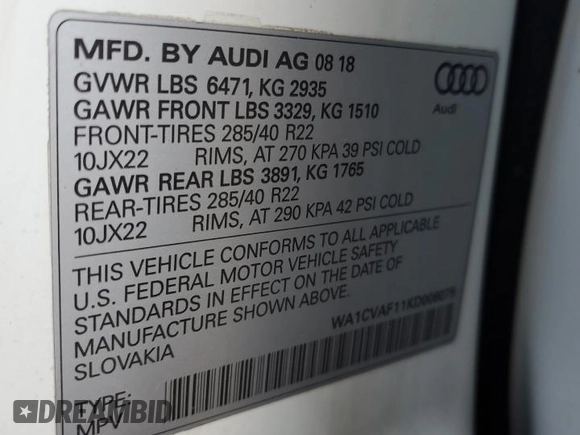 MFD. BY AUDI AG 08 18
GVWR LBS 6471, KG 2935
GAWR FRONT LBS 3329, KG 1510
FRONT-TIRES 285/40 R22
10JX22 RIMS, AT 270 KPA 39 PSI COLD
GAWR REAR LBS 3891, KG 1765
REAR-TIRES 285/40 R22
10JX22 RIMS, AT 290 KPA 42 PSI COLD
Audi
THIS VEHICLE CONFORMS TO ALL APPLICABLE
U.S. FEDERAL MOTOR VEHICLE SAFETY
STANDARDS IN EFFECT ON THE DATE OF
MANUFACTURE SHOWN ABOVE.
SLOVAKIA
TYPE:
MPV
DREAMBID